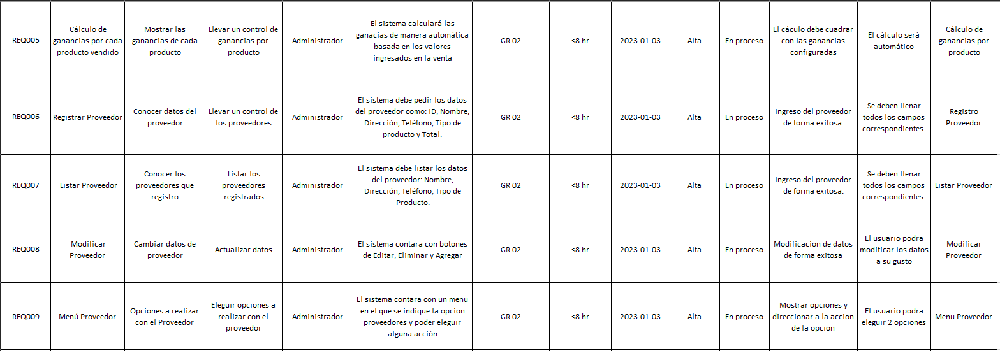 REQ005
Cálculo de
ganancias por cada
producto vendido
Mostrar las
ganancias de cada
producto
Llevar un control de
ganancias por
producto
Administrador
El sistema calculará las
ganacias de manera automática
basada en los valores
ingresados en la venta
GR 02
<8 hr
2023-01-03
Alta
En proceso
El cáculo debe cuadrar
con las ganancias
configuradas
El cálculo será
automático
Cálculo de
ganancias por
producto
REQ006
Registrar Proveedor
Conocer datos del
proveedor
Llevar un control de
los proveedores
Administrador
El sistema debe pedir los datos
del proveedor como: ID, Nombre,
Dirección, Teléfono, Tipo de
producto y Total.
GR 02
<8 hr
2023-01-03
Alta
En proceso
Ingreso del proveedor
de forma exitosa.
Se deben llenar
todos los campos
correspondientes.
Registro
Proveedor
REQ007
Listar Proveedor
Conocer los
proveedores que
registro
Listar los
proveedores
registrados
Administrador
El sistema debe listar los datos
del proveedor: Nombre,
Dirección, Teléfono, Tipo de
Producto.
GR 02
<8 hr
2023-01-03
Alta
En proceso
Ingreso del proveedor
de forma exitosa.
Se deben llenar
todos los campos
correspondientes.
Listar Proveedor
REQ008
Modificar
Proveedor
Cambiar datos de
proveedor
Actualizar datos
Administrador
El sistema contara con botones
de Editar, Eliminar y Agregar
GR 02
<8 hr
2023-01-03
Alta
En proceso
Modificacion de datos
de forma exitosa
El usuario podra
modificar los datos
a su gusto
Modificar
Proveedor
REQ009
Menú Proveedor
Opciones a realizar
con el Proveedor
Eleguir opciones a
realizar con el
proveedor
Administrador
El sistema contara con un menu
en el que se indique la opcion
proveedores y poder eleguir
alguna acción
GR 02
<8 hr
2023-01-03
Alta
En proceso
Mostrar opciones y
direccionar a la accion
de la opcion
El usuario podra
eleguir 2 opciones
Menu Proveedor